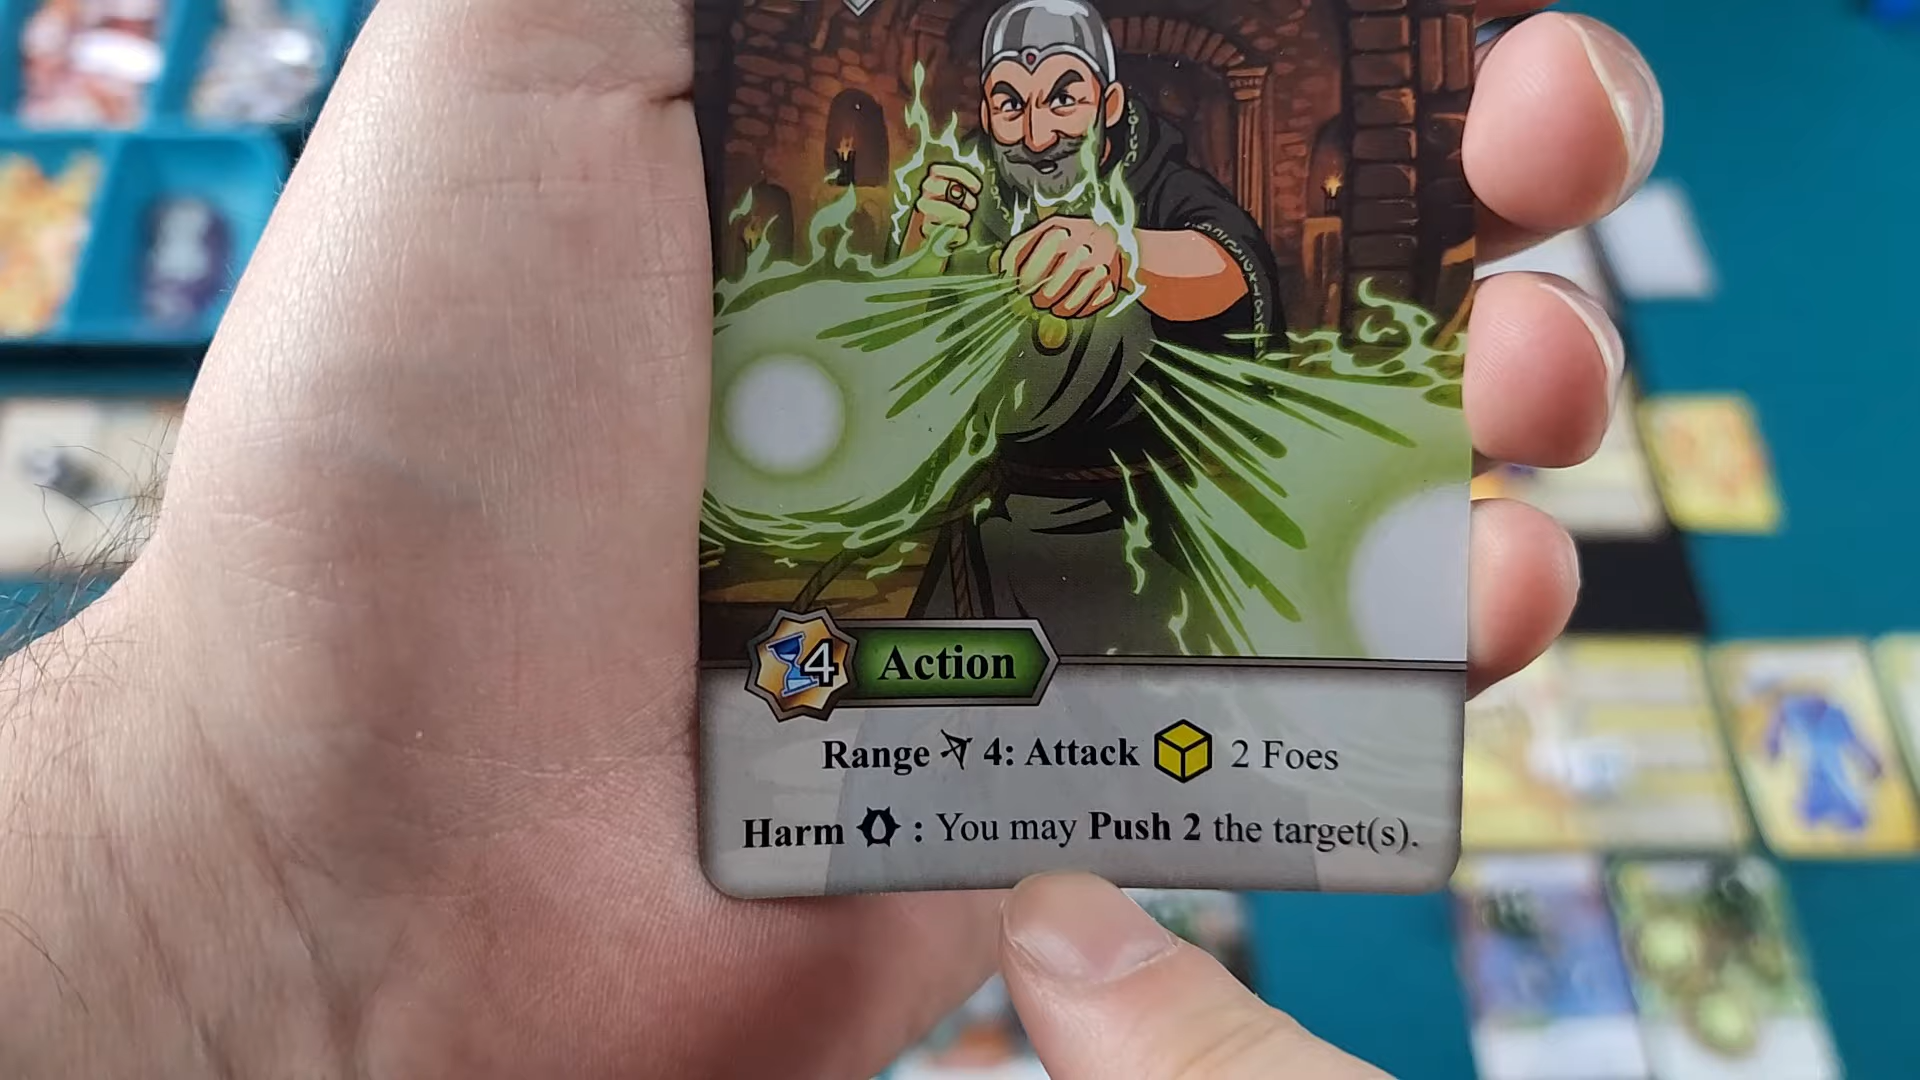 4 Action
Range 4: Attack 2 Foes
Harm : You may Push 2 the target(s).